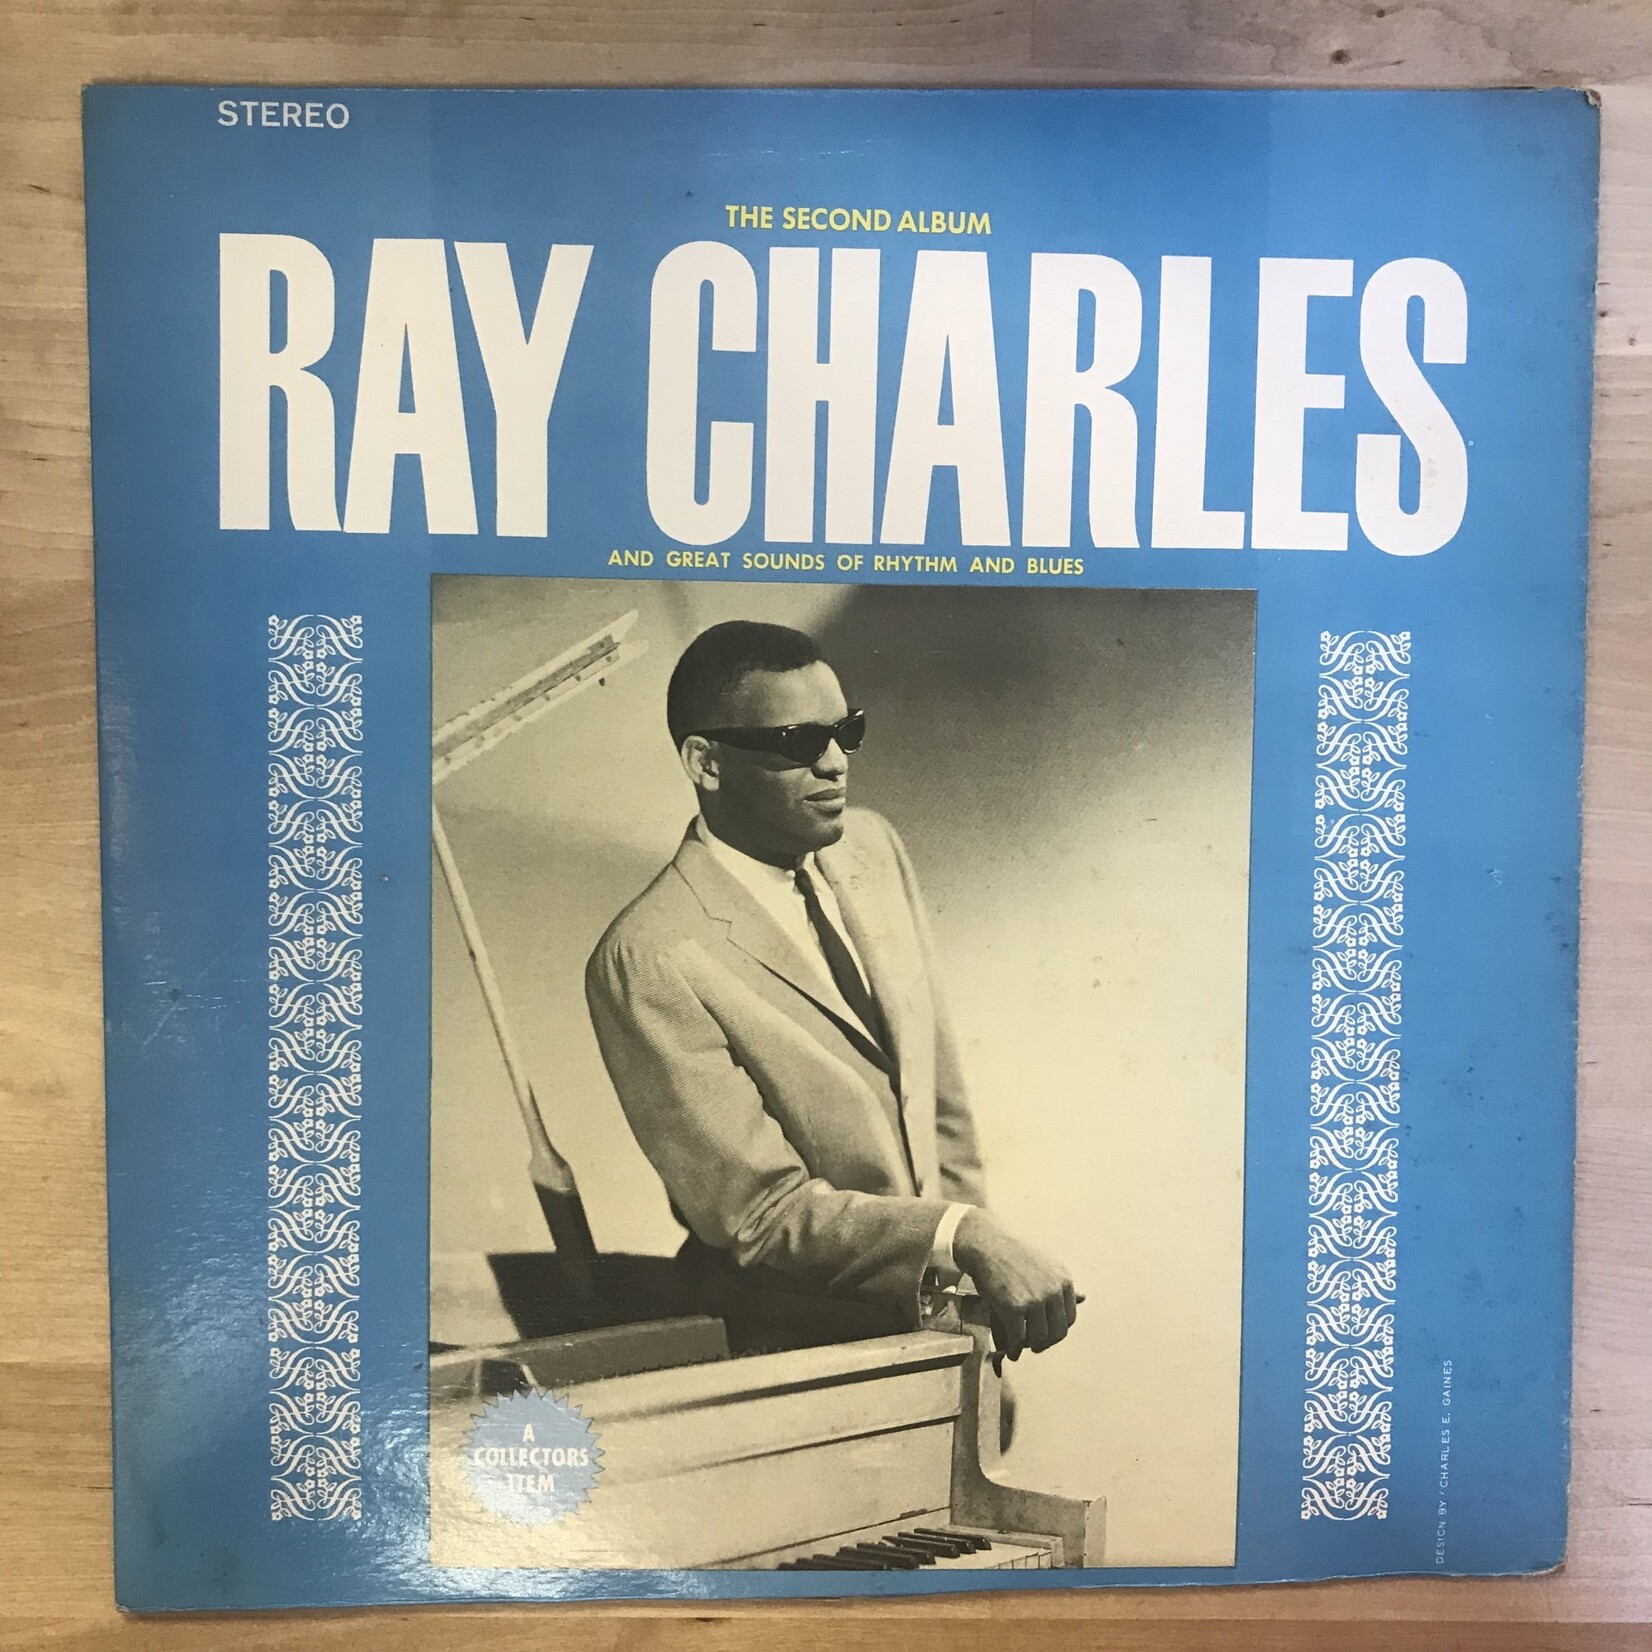 STEREO
THE SECOND ALBUM
RAY CHARLES
AND GREAT SOUNDS OF RHYTHM AND BLUES
A
COLLECTORS
ITEM
DESIGN BY / CHARLES E. GAINES